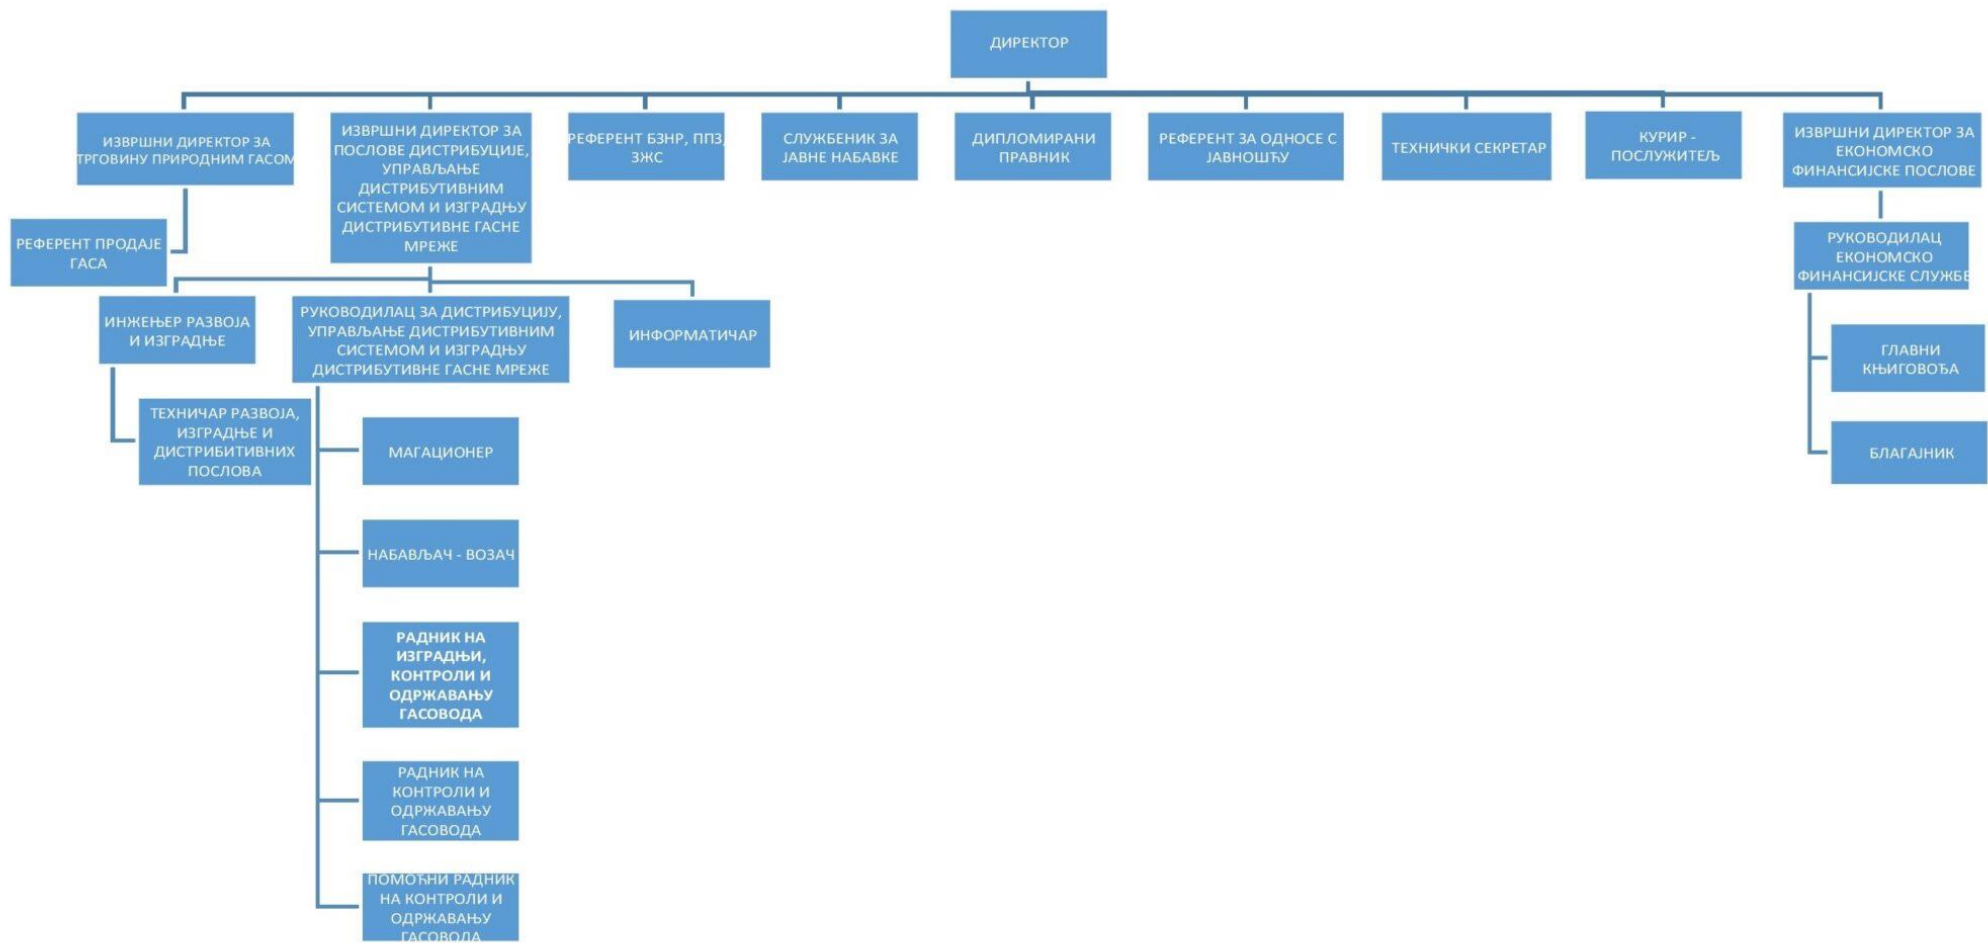 ДИРЕКТОР
ИЗВРШНИ ДИРЕКТОР ЗА
ТРГОВИНУ ПРИРОДНИМ ГАСОМ
ИЗВРШНИ ДИРЕКТОР ЗА
ПОСЛОВЕ ДИСТРИБУЦИЈЕ,
УПРАВЉАЊЕ
ДИСТРИБУТИВНИМ
СИСТЕМОМ И ИЗГРАДЊУ
ДИСТРИБУТИВНЕ ГАСНЕ
МРЕЖЕ
РЕФЕРЕНТ БЗНР, ППЗ,
ЗЖС
СЛУЖБЕНИК ЗА
ЈАВНЕ НАБАВКЕ
ДИПЛОМИРАНИ
ПРАВНИК
РЕФЕРЕНТ ЗА ОДНОСЕ С
ЈАВНОШЋУ
ТЕХНИЧКИ СЕКРЕТАР
КУРИР -
ПОСЛУЖИТЕЉ
ИЗВРШНИ ДИРЕКТОР ЗА
ЕКОНОМСКО
ФИНАНСИЈСКЕ ПОСЛОВЕ
РЕФЕРЕНТ ПРОДАЈЕ
ГАСА
РУКОВОДИЛАЦ
ЕКОНОМСКО
ФИНАНСИЈСКЕ СЛУЖБЕ
ИНЖЕЊЕР РАЗВОЈА
И ИЗГРАДЊЕ
РУКОВОДИЛАЦ ЗА ДИСТРИБУЦИЈУ,
УПРАВЉАЊЕ ДИСТРИБУТИВНИМ
СИСТЕМОМ И ИЗГРАДЊУ
ДИСТРИБУТИВНЕ ГАСНЕ МРЕЖЕ
ИНФОРМАТИЧАР
ГЛАВНИ
КЊИГОВОЂА
ТЕХНИЧАР РАЗВОЈА,
ИЗГРАДЊЕ И
ДИСТРИБИТИВНИХ
ПОСЛОВА
МАГАЦИОНЕР
БЛАГАЈНИК
НАБАВЉАЧ - ВОЗАЧ
РАДНИК НА
ИЗГРАДЊИ,
КОНТРОЛИ И
ОДРЖАВАЊУ
ГАСОВОДА
РАДНИК НА
КОНТРОЛИ И
ОДРЖАВАЊУ
ГАСОВОДА
ПОМОЋНИ РАДНИК
НА КОНТРОЛИ И
ОДРЖАВАЊУ
ГАСОВОДА